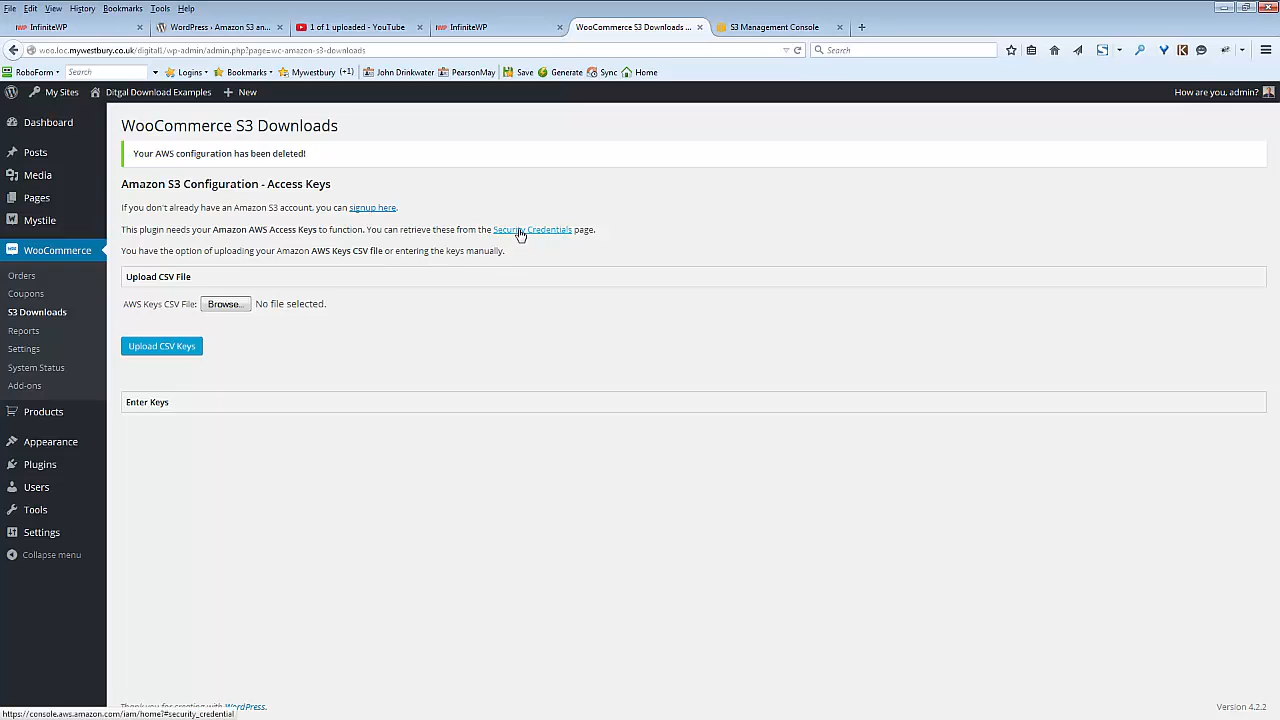 File Edit View History Bookmarks Tools Help
InfiniteWP × WordPress › Amazon S3 an... × 1 of 1 uploaded - YouTube × InfiniteWP × WooCommerce S3 Downloads ... × S3 Management Console × +
woo.loc.mywestbury.co.uk/digital1/wp-admin/admin.php?page=wc-amazon-s3-downloads Search
RoboForm Search Logins Bookmarks Mywestbury (+1) John Drinkwater PearsonMay Save Generate Sync Home
My Sites Ditgal Download Examples + New How are you, admin?
Dashboard
Posts
Media
Pages
Mystile
WooCommerce
Orders
Coupons
S3 Downloads
Reports
Settings
System Status
Add-ons
Products
Appearance
Plugins
Users
Tools
Settings
Collapse menu
WooCommerce S3 Downloads
Your AWS configuration has been deleted!
Amazon S3 Configuration - Access Keys
If you don't already have an Amazon S3 account, you can signup here.
This plugin needs your Amazon AWS Access Keys to function. You can retrieve these from the Security Credentials page.
You have the option of uploading your Amazon AWS Keys CSV file or entering the keys manually.
Upload CSV File
AWS Keys CSV File: Browse... No file selected.
Upload CSV Keys
Enter Keys
Thank you for creating with WordPress. Version 4.2.2
https://console.aws.amazon.com/iam/home?#security_credential